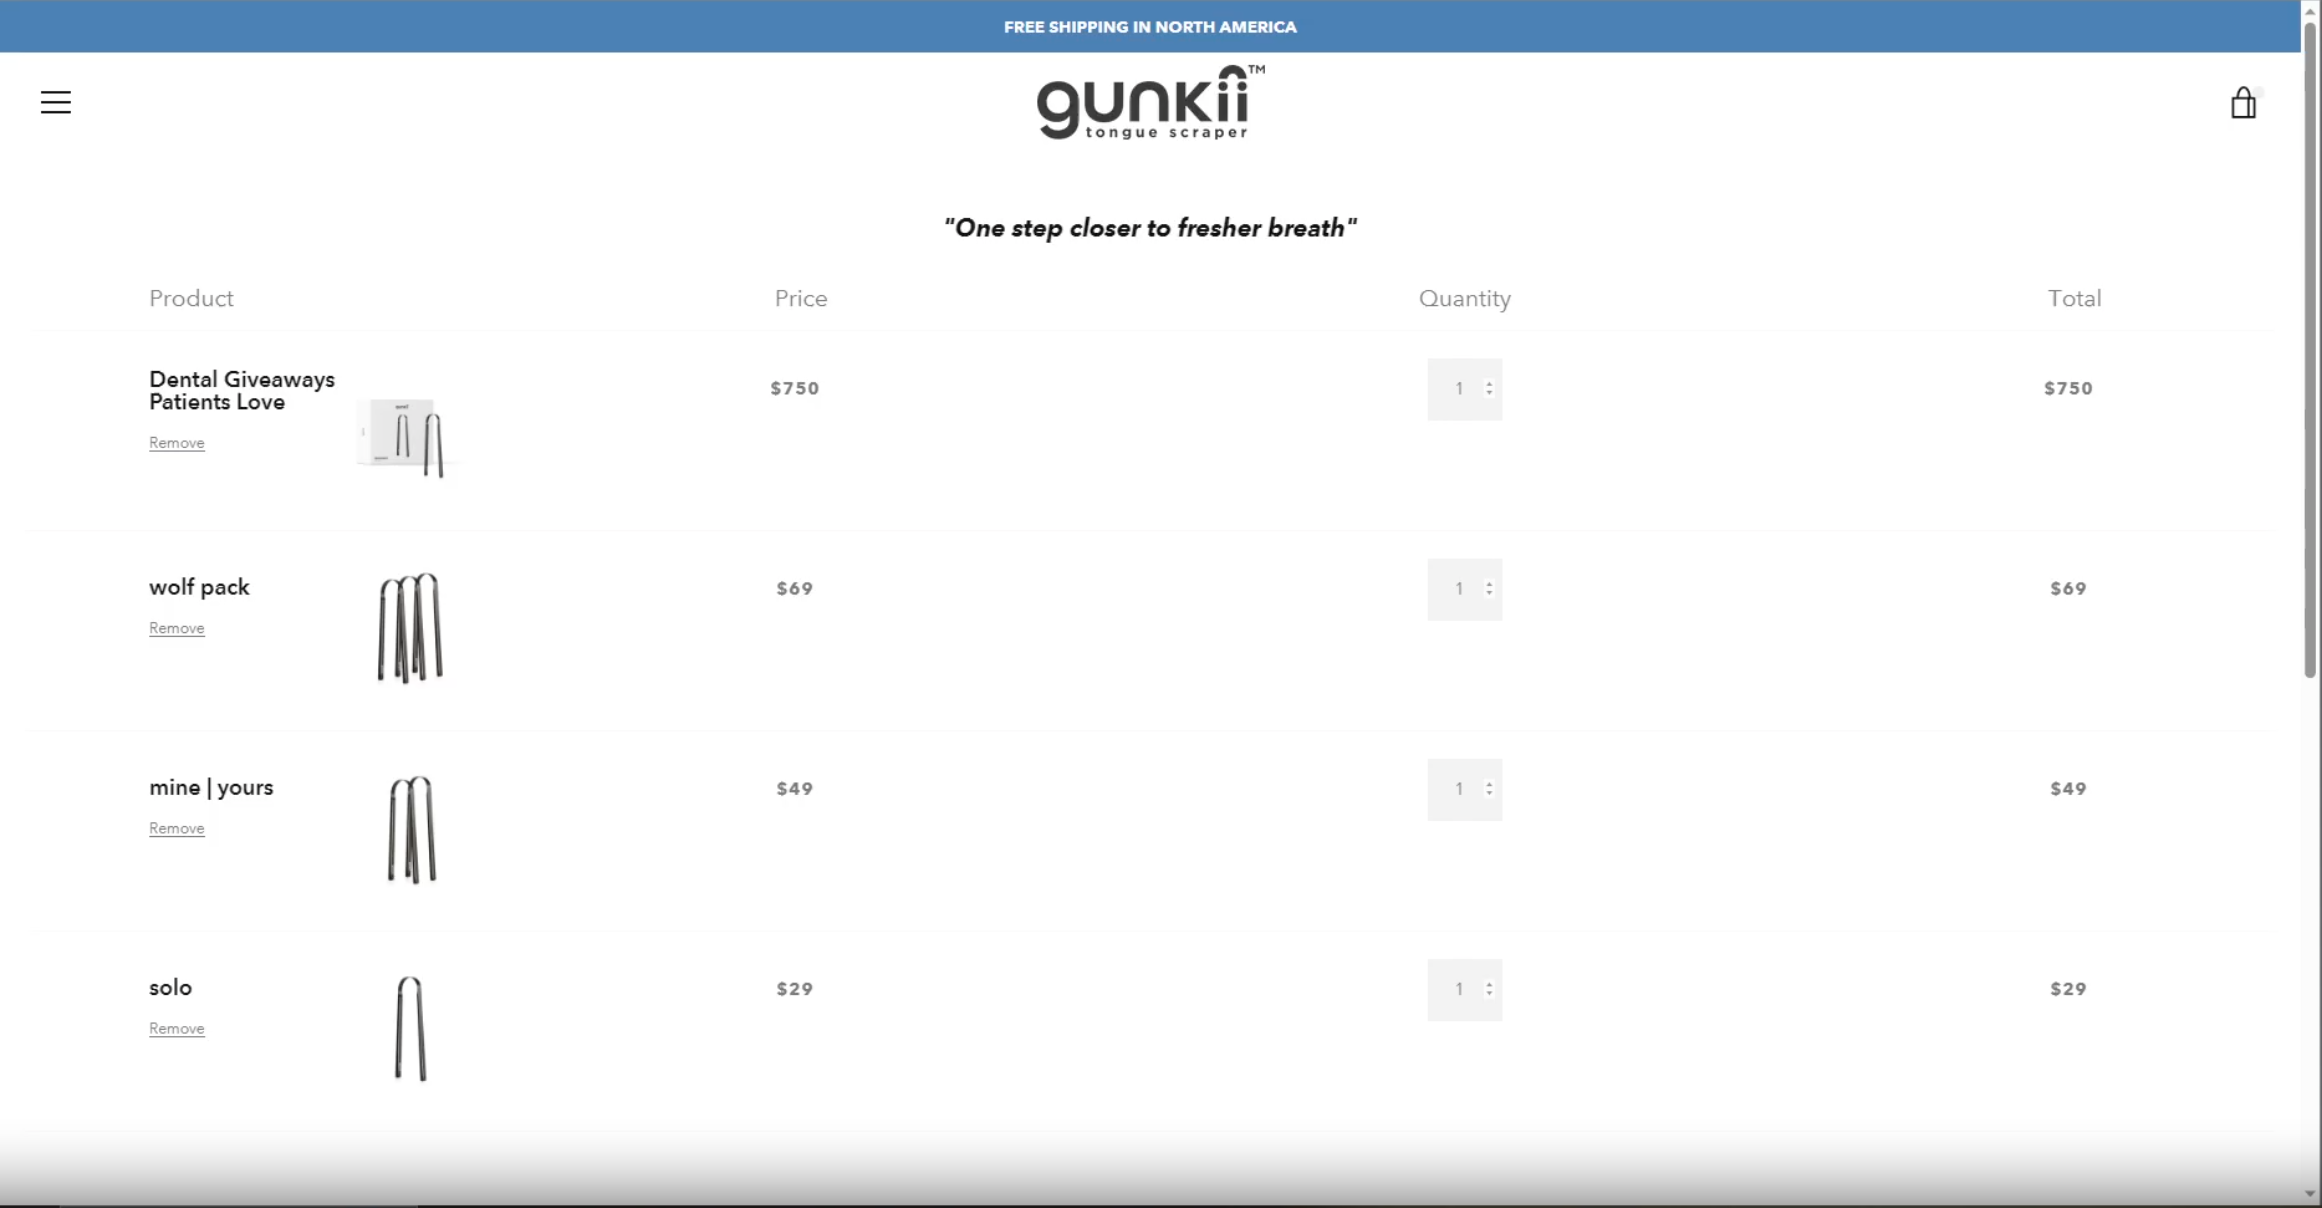 FREE SHIPPING IN NORTH AMERICA
gunkii™
tongue scraper
"One step closer to fresher breath"
Product Price Quantity Total
Dental Giveaways
Patients Love
$750 1 $750
Remove
wolf pack $69 1 $69
Remove
mine | yours $49 1 $49
Remove
solo $29 1 $29
Remove